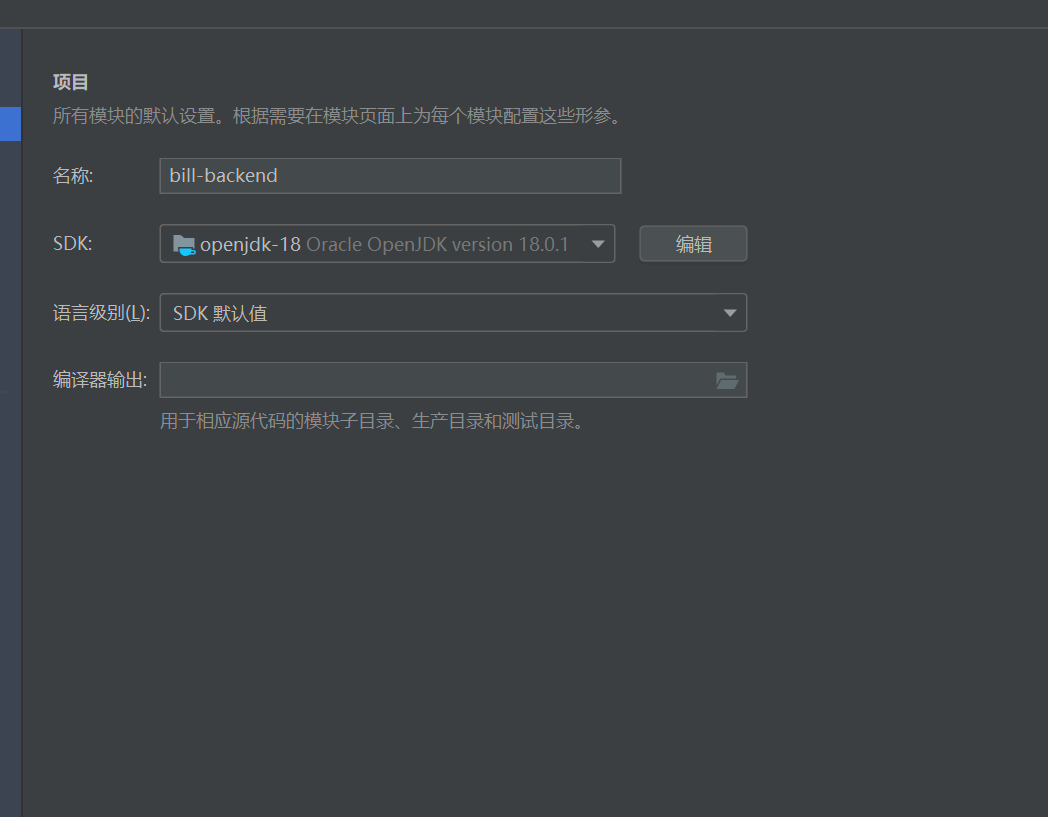 项目
所有模块的默认设置。根据需要在模块页面上为每个模块配置这些形参。
名称: bill-backend
SDK: openjdk-18 Oracle OpenJDK version 18.0.1 编辑
语言级别(L): SDK 默认值
编译器输出:
用于相应源代码的模块子目录、生产目录和测试目录。